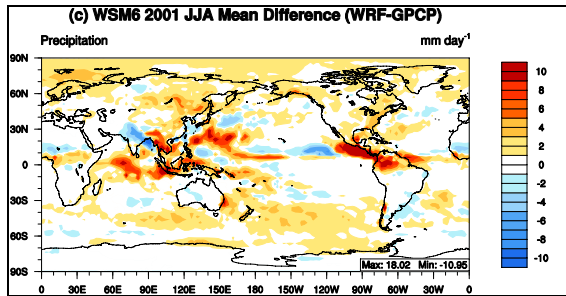 (c) WSM6 2001 JJA Mean Difference (WRF-GPCP)
Precipitation mm day⁻¹
90N
60N
30N
0
30S
60S
90S
0 30E 60E 90E 120E 150E 180 150W 120W 90W 60W 30W 0
Max: 18.02 Min: -10.95
10
8
6
4
2
1
0
-2
-4
-6
-8
-10